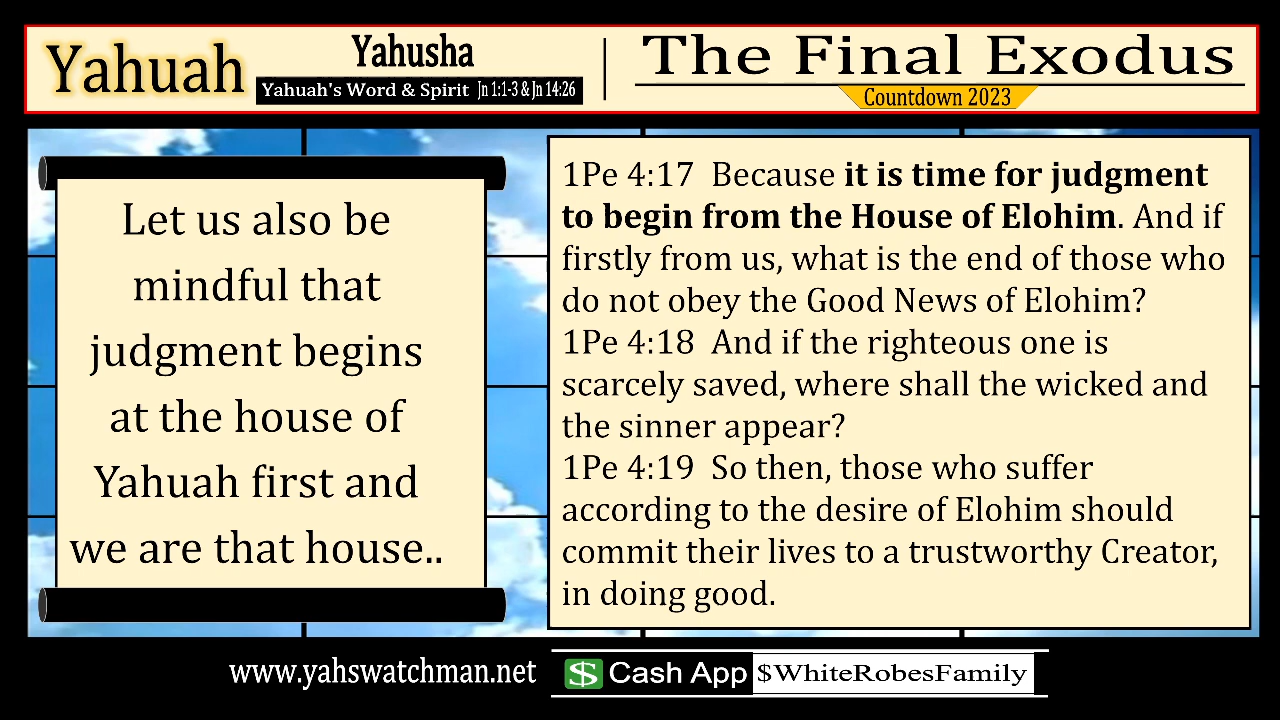 Yahuah
Yahusha
Yahuah's Word & Spirit Jn 1:1-3 & Jn 14:26
The Final Exodus
Countdown 2023
Let us also be
mindful that
judgment begins
at the house of
Yahuah first and
we are that house..
1Pe 4:17 Because it is time for judgment
to begin from the House of Elohim. And if
firstly from us, what is the end of those who
do not obey the Good News of Elohim?
1Pe 4:18 And if the righteous one is
scarcely saved, where shall the wicked and
the sinner appear?
1Pe 4:19 So then, those who suffer
according to the desire of Elohim should
commit their lives to a trustworthy Creator,
in doing good.
www.yahswatchman.net
$ Cash App $WhiteRobesFamily